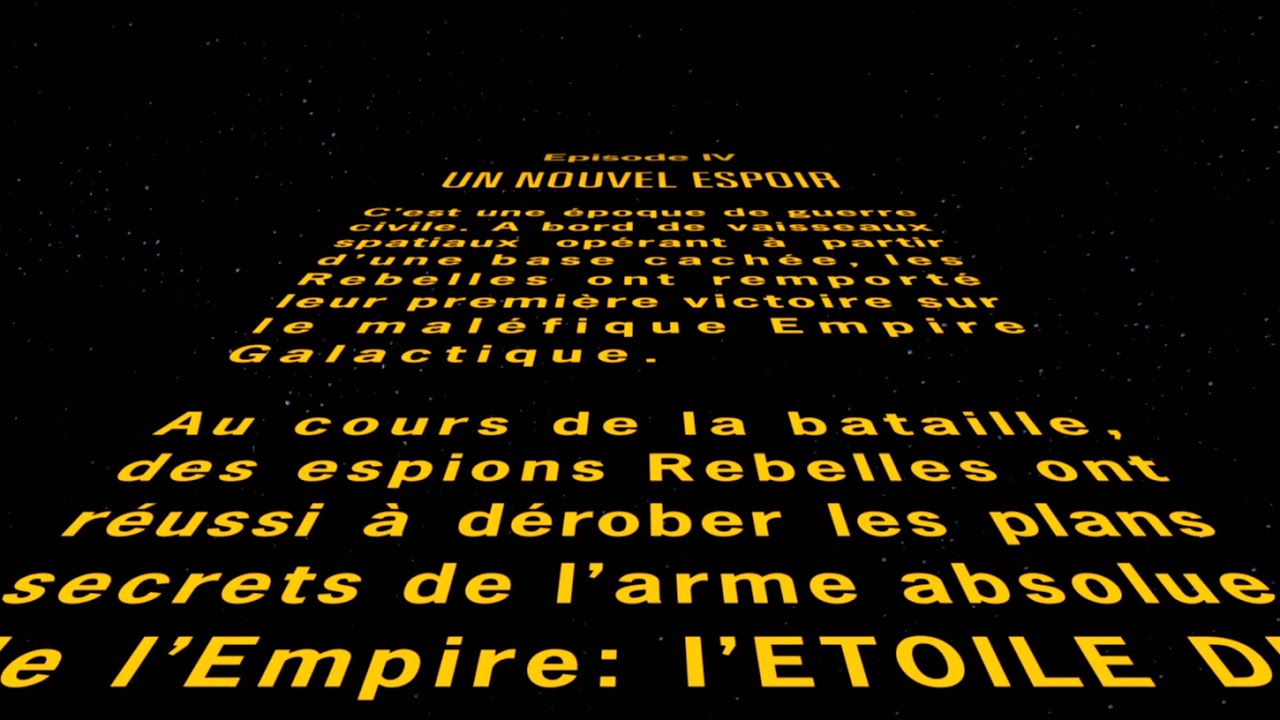 Episode IV
UN NOUVEL ESPOIR
C'est une époque de guerre
civile. A bord de vaisseaux
spatiaux opérant à partir
d'une base cachée, les
Rebelles ont remporté
leur première victoire sur
le maléfique Empire
Galactique.
Au cours de la bataille,
des espions Rebelles ont
réussi à dérober les plans
secrets de l'arme absolue
l'Empire: l'ETOILE